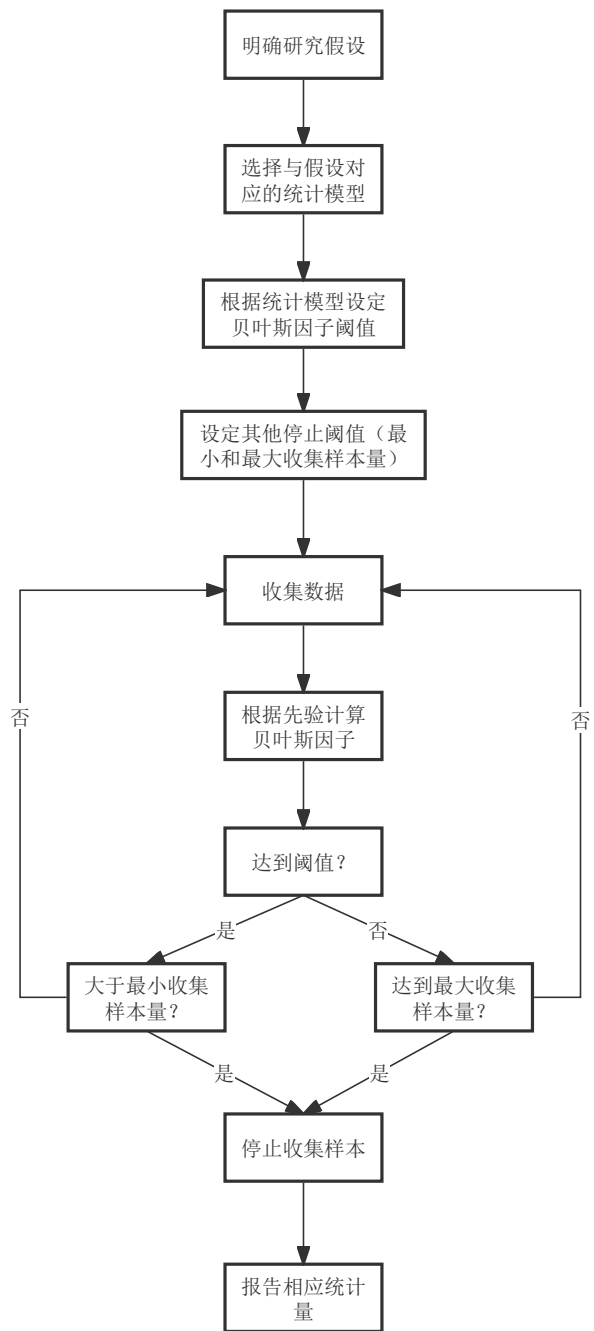 明确研究假设
选择与假设对
应的统计模型
根据统计模型设定
贝叶斯因子阈值
设定其他停止阈值（最
小和最大收集样本量）
收集数据
否
否
根据先验计算
贝叶斯因子
达到阈值？
是
否
大于最小收集
样本量？
达到最大收集
样本量？
是
是
停止收集样本
报告相应统计
量